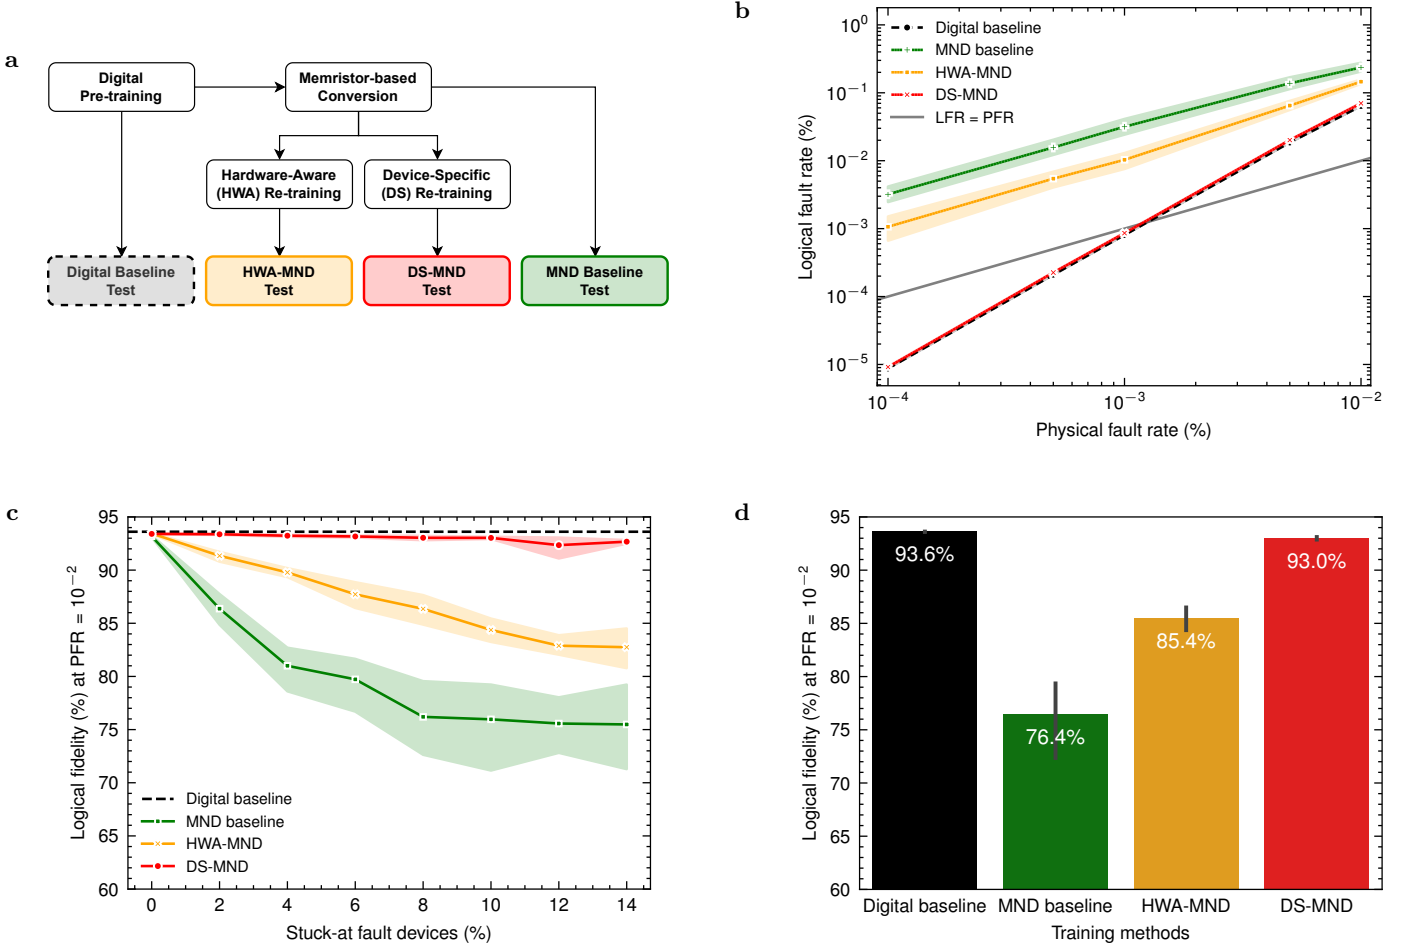 a
Digital
Pre-training
Memristor-based
Conversion
Hardware-Aware
(HWA) Re-training
Device-Specific
(DS) Re-training
Digital Baseline
Test
HWA-MND
Test
DS-MND
Test
MND Baseline
Test
b
Logical fault rate (%)
10⁰
10⁻¹
10⁻²
10⁻³
10⁻⁴
10⁻⁵
Digital baseline
MND baseline
HWA-MND
DS-MND
LFR = PFR
10⁻⁴
10⁻³
10⁻²
Physical fault rate (%)
c
Logical fidelity (%) at PFR = 10⁻²
95
90
85
80
75
70
65
60
Digital baseline
MND baseline
HWA-MND
DS-MND
0 2 4 6 8 10 12 14
Stuck-at fault devices (%)
d
Logical fidelity (%) at PFR = 10⁻²
95
90
85
80
75
70
65
60
93.6%
76.4%
85.4%
93.0%
Digital baseline MND baseline HWA-MND DS-MND
Training methods